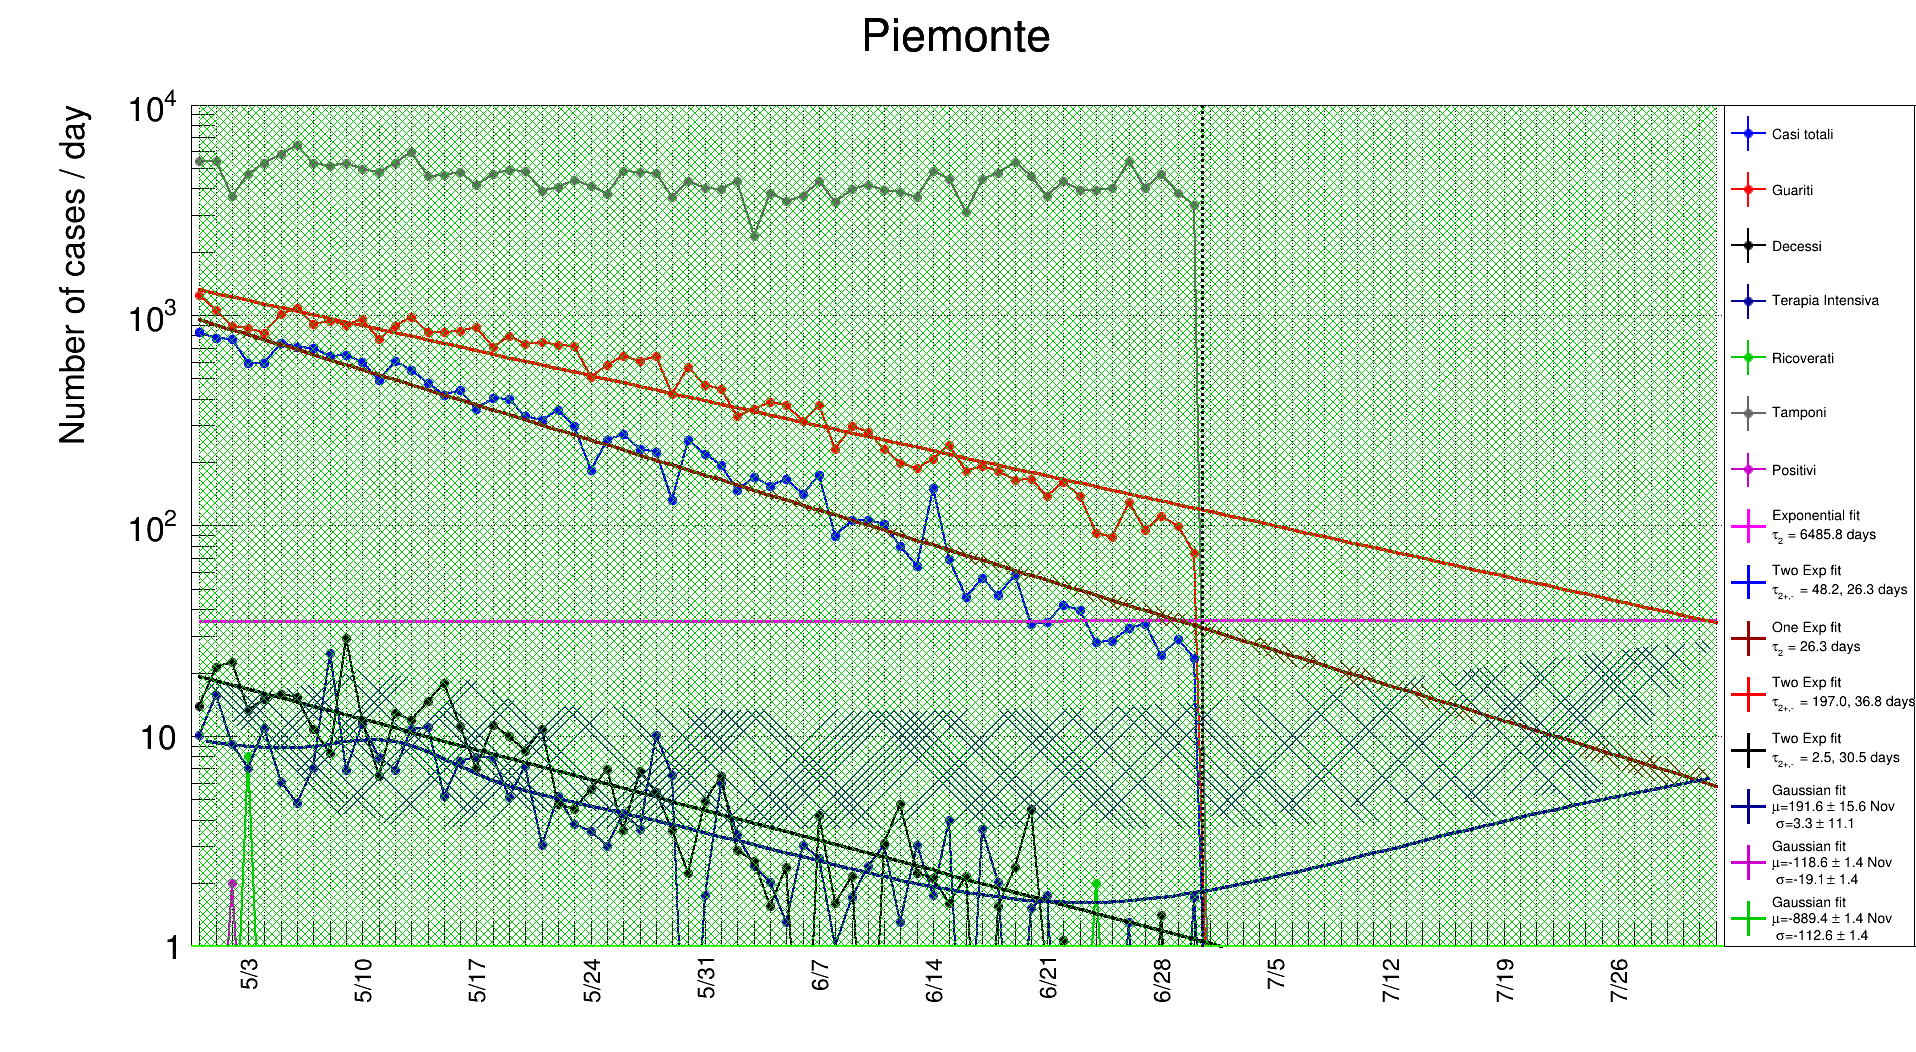 Piemonte
Number of cases / day
10⁴
10³
10²
10
1
5/3
5/10
5/17
5/24
5/31
6/7
6/14
6/21
6/28
7/5
7/12
7/19
7/26
Casi totali
Guariti
Decessi
Terapia Intensiva
Ricoverati
Tamponi
Positivi
Exponential fit
τ₂ = 6485.8 days
Two Exp fit
τ₂₊,₋ = 48.2, 26.3 days
One Exp fit
τ₂ = 26.3 days
Two Exp fit
τ₂₊,₋ = 197.0, 36.8 days
Two Exp fit
τ₂₊,₋ = 2.5, 30.5 days
Gaussian fit
μ=191.6 ± 15.6 Nov
σ=3.3 ± 11.1
Gaussian fit
μ=-118.6 ± 1.4 Nov
σ=-19.1 ± 1.4
Gaussian fit
μ=-889.4 ± 1.4 Nov
σ=-112.6 ± 1.4